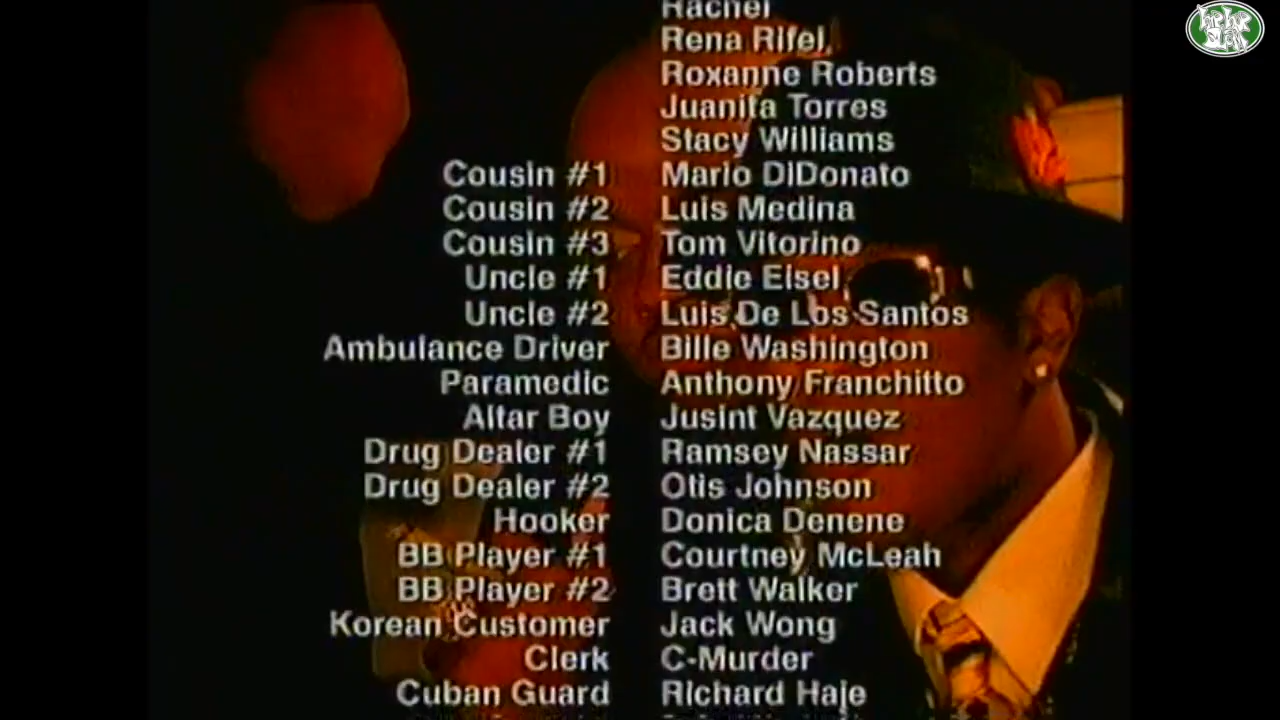 Rachel
Rena Rifel
Roxanne Roberts
Juanita Torres
Stacy Williams
Cousin #1 Mario DiDonato
Cousin #2 Luis Medina
Cousin #3 Tom Vitorino
Uncle #1 Eddie Eisel
Uncle #2 Luis De Los Santos
Ambulance Driver Bille Washington
Paramedic Anthony Franchitto
Altar Boy Jusint Vazquez
Drug Dealer #1 Ramsey Nassar
Drug Dealer #2 Otis Johnson
Hooker Donica Denene
BB Player #1 Courtney McLeah
BB Player #2 Brett Walker
Korean Customer Jack Wong
Clerk C-Murder
Cuban Guard Richard Haje